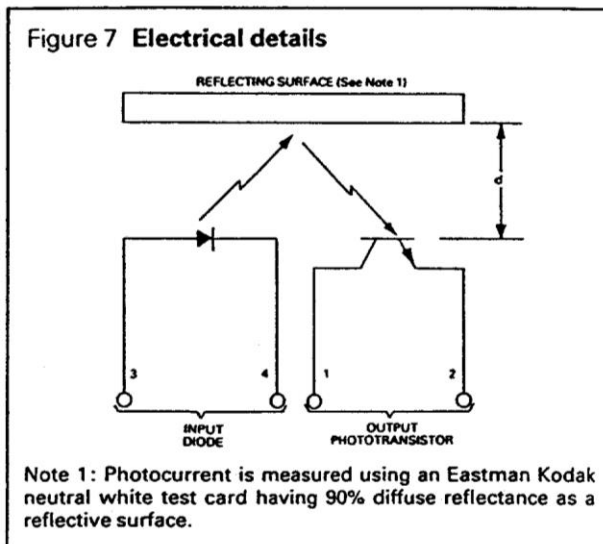 Figure 7 Electrical details
REFLECTING SURFACE (See Note 1)
d
3
4
1
2
INPUT
DIODE
OUTPUT
PHOTOTRANSISTOR
Note 1: Photocurrent is measured using an Eastman Kodak
neutral white test card having 90% diffuse reflectance as a
reflective surface.